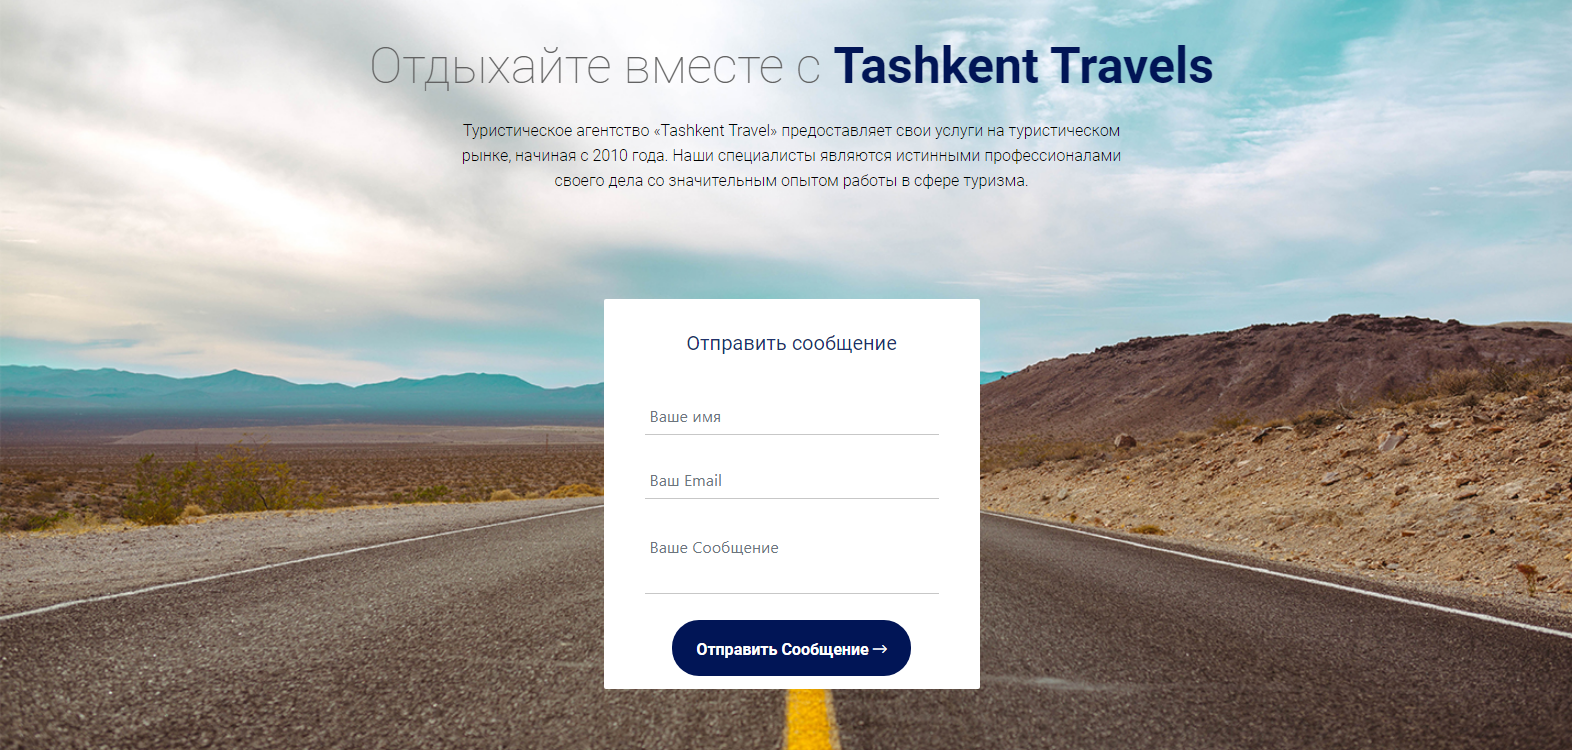 Отдыхайте вместе с Tashkent Travels
Туристическое агентство «Tashkent Travel» предоставляет свои услуги на туристическом
рынке, начиная с 2010 года. Наши специалисты являются истинными профессионалами
своего дела со значительным опытом работы в сфере туризма.
Отправить сообщение
Ваше имя
Ваш Email
Ваше Сообщение
Отправить Сообщение →